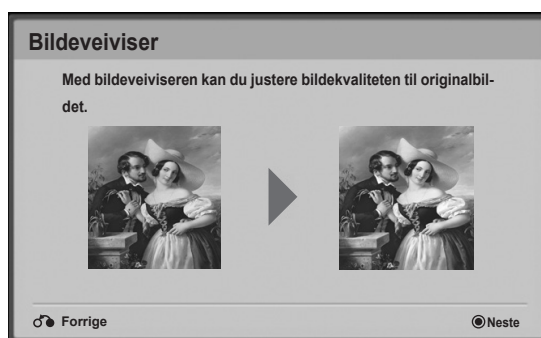 Bildeveiviser
Med bildeveiviseren kan du justere bildekvaliteten til originalbil-
det.
Forrige
Neste